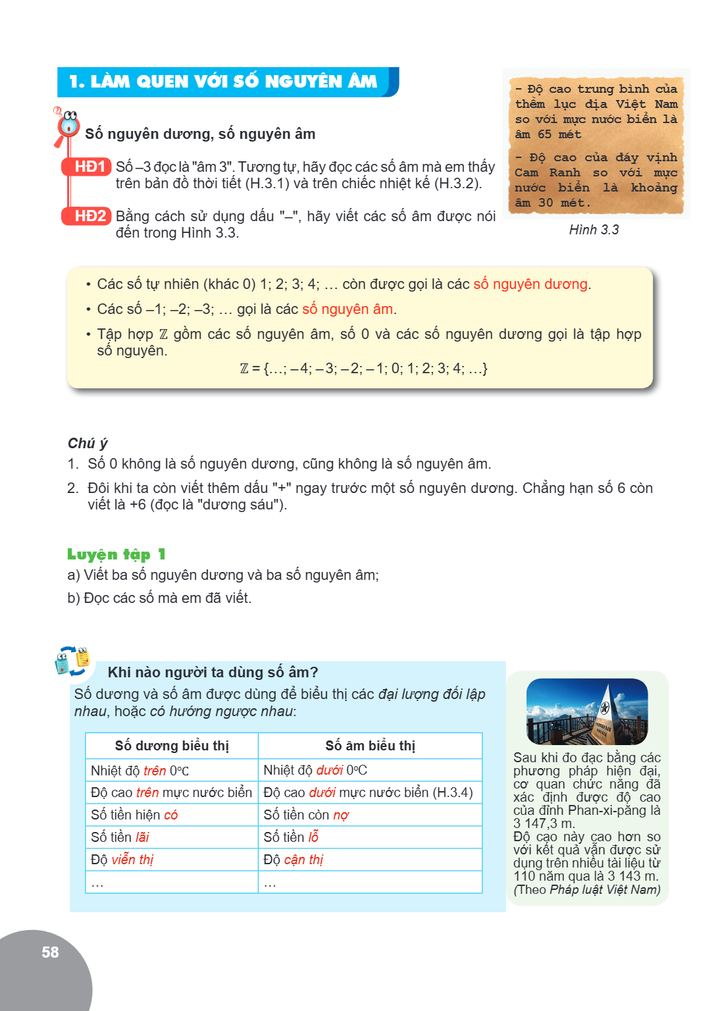 1. LÀM QUEN VỚI SỐ NGUYÊN ÂM
- Độ cao trung bình của
thềm lục địa Việt Nam
so với mực nước biển là
âm 65 mét
- Độ cao của đáy vịnh
Cam Ranh so với mực
nước biển là khoảng
âm 30 mét.
Hình 3.3
Số nguyên dương, số nguyên âm
HĐ1 Số –3 đọc là "âm 3". Tương tự, hãy đọc các số âm mà em thấy
trên bản đồ thời tiết (H.3.1) và trên chiếc nhiệt kế (H.3.2).
HĐ2 Bằng cách sử dụng dấu "–", hãy viết các số âm được nói
đến trong Hình 3.3.
• Các số tự nhiên (khác 0) 1; 2; 3; 4; … còn được gọi là các số nguyên dương.
• Các số –1; –2; –3; … gọi là các số nguyên âm.
• Tập hợp ℤ gồm các số nguyên âm, số 0 và các số nguyên dương gọi là tập hợp
số nguyên.
ℤ = {…; – 4; – 3; – 2; – 1; 0; 1; 2; 3; 4; …}
Chú ý
1. Số 0 không là số nguyên dương, cũng không là số nguyên âm.
2. Đôi khi ta còn viết thêm dấu "+" ngay trước một số nguyên dương. Chẳng hạn số 6 còn
viết là +6 (đọc là "dương sáu").
Luyện tập 1
a) Viết ba số nguyên dương và ba số nguyên âm;
b) Đọc các số mà em đã viết.
Khi nào người ta dùng số âm?
Số dương và số âm được dùng để biểu thị các đại lượng đối lập
nhau, hoặc có hướng ngược nhau:
Số dương biểu thị Số âm biểu thị
Nhiệt độ trên 0°C Nhiệt độ dưới 0°C
Độ cao trên mực nước biển Độ cao dưới mực nước biển (H.3.4)
Số tiền hiện có Số tiền còn nợ
Số tiền lãi Số tiền lỗ
Độ viễn thị Độ cận thị
… …
Sau khi đo đạc bằng các
phương pháp hiện đại,
cơ quan chức năng đã
xác định được độ cao
của đỉnh Phan-xi-păng là
3 147,3 m.
Độ cao này cao hơn so
với kết quả vẫn được sử
dụng trên nhiều tài liệu từ
110 năm qua là 3 143 m.
(Theo Pháp luật Việt Nam)
58